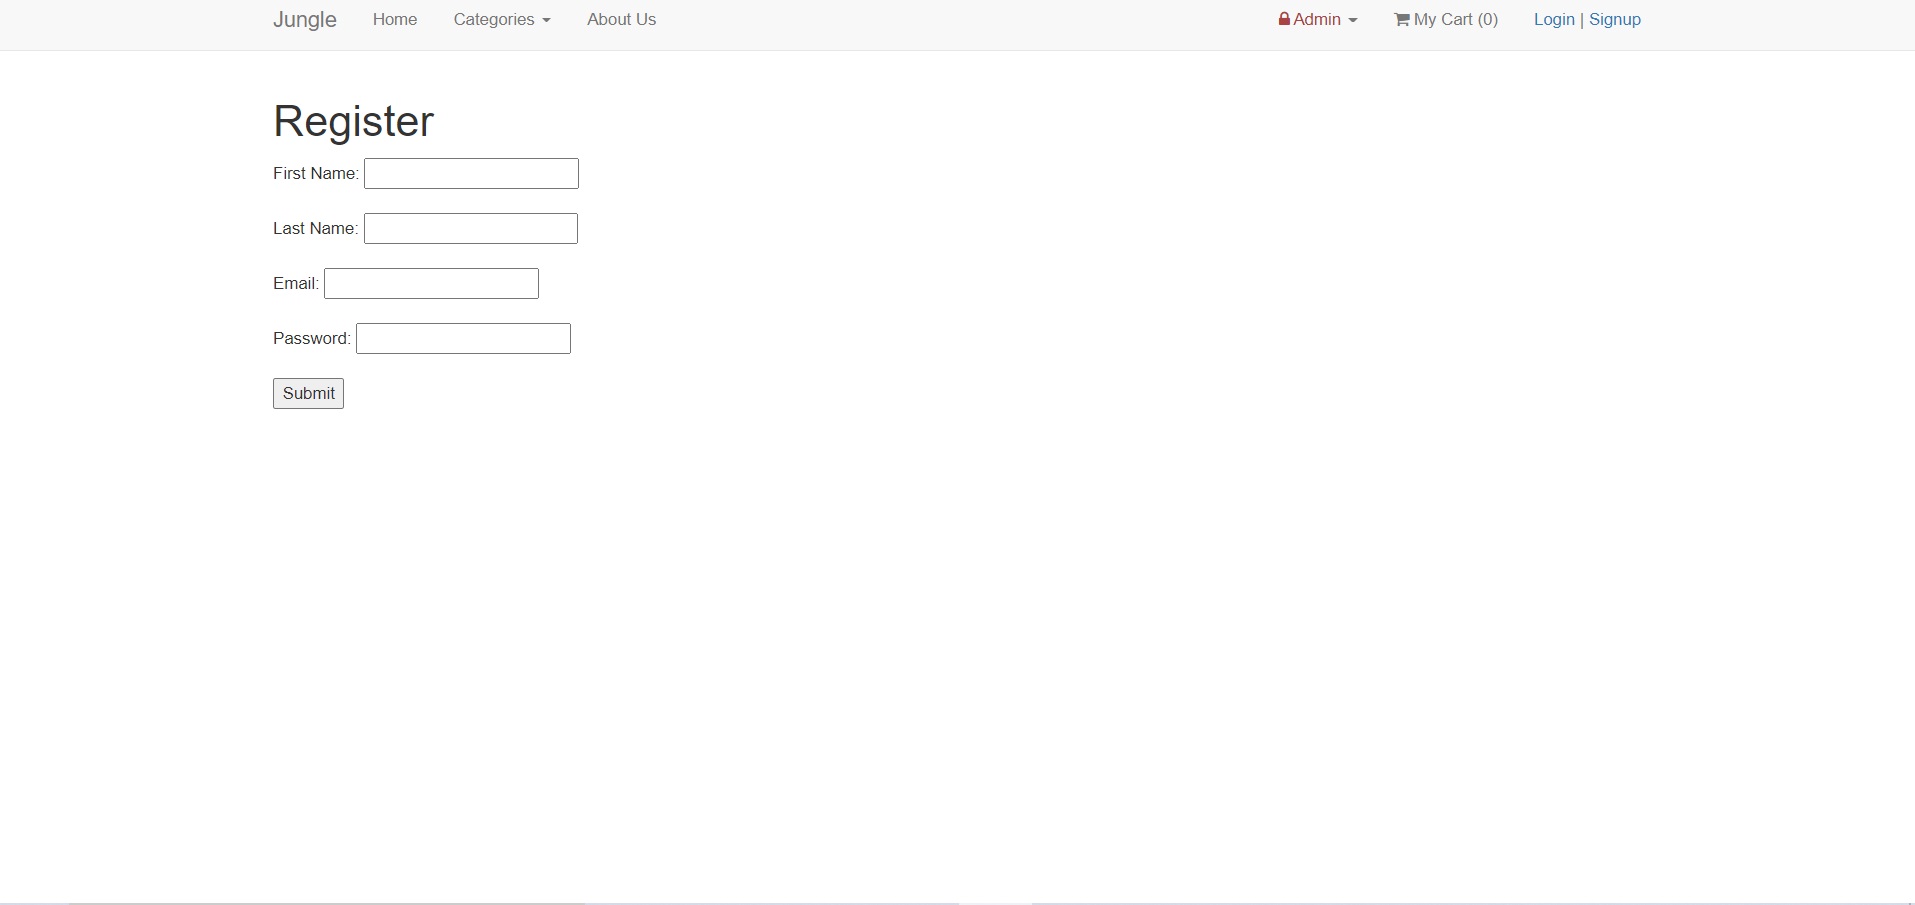 Jungle Home Categories About Us Admin My Cart (0) Login | Signup
Register
First Name:
Last Name:
Email:
Password:
Submit